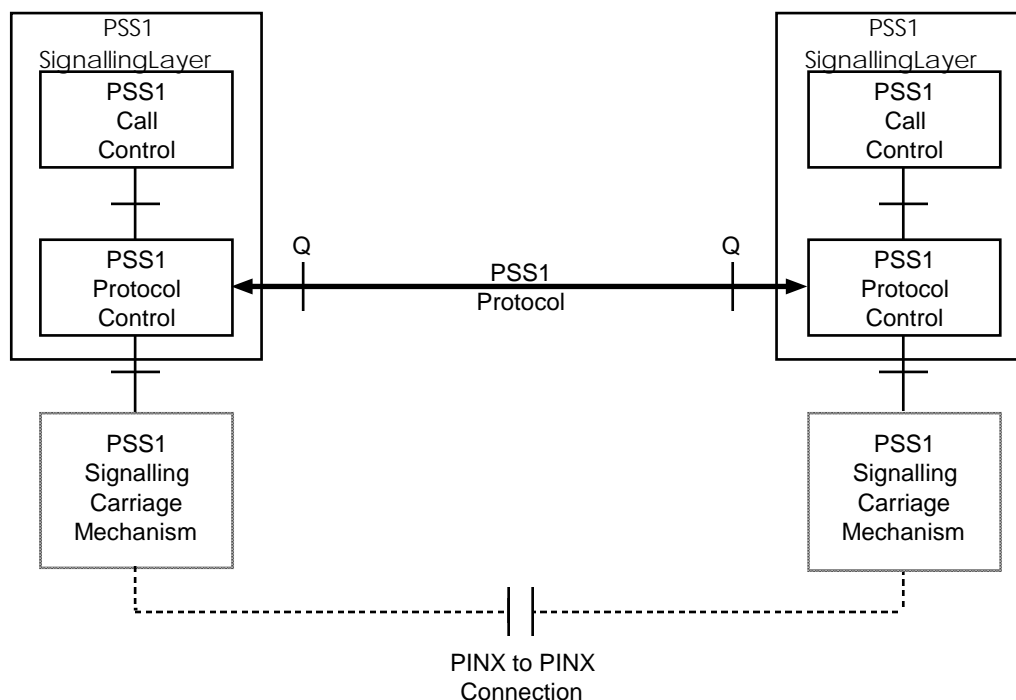 PSS1
SignallingLayer
PSS1
Call
Control
PSS1
Protocol
Control
PSS1
Signalling
Carriage
Mechanism
Q
PSS1
Protocol
Q
PSS1
SignallingLayer
PSS1
Call
Control
PSS1
Protocol
Control
PSS1
Signalling
Carriage
Mechanism
PINX to PINX
Connection